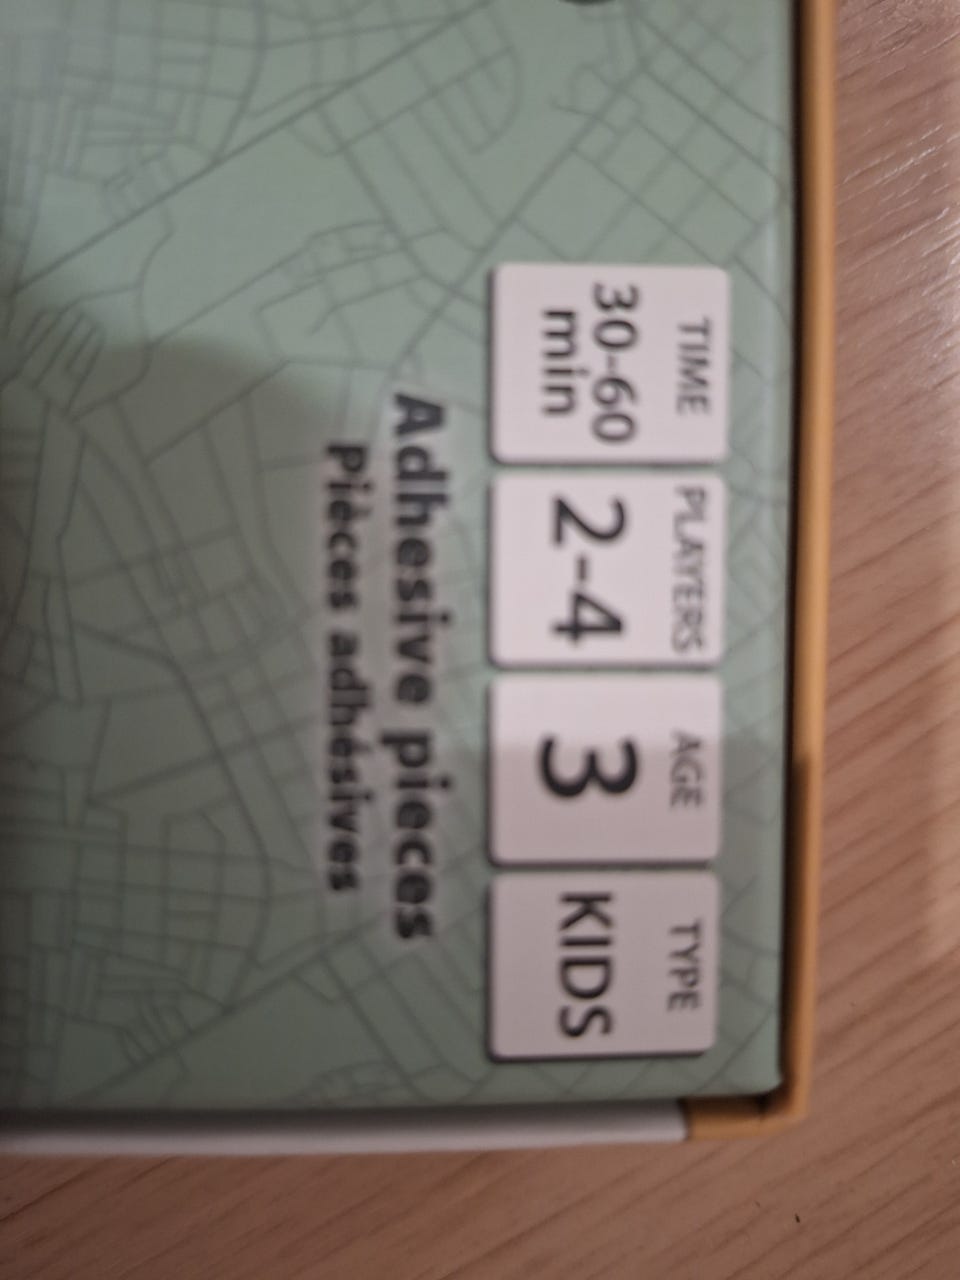 TIME
30-60
min
PLAYERS
2-4
AGE
3
TYPE
KIDS
Adhesive pieces
Pièces adhésives